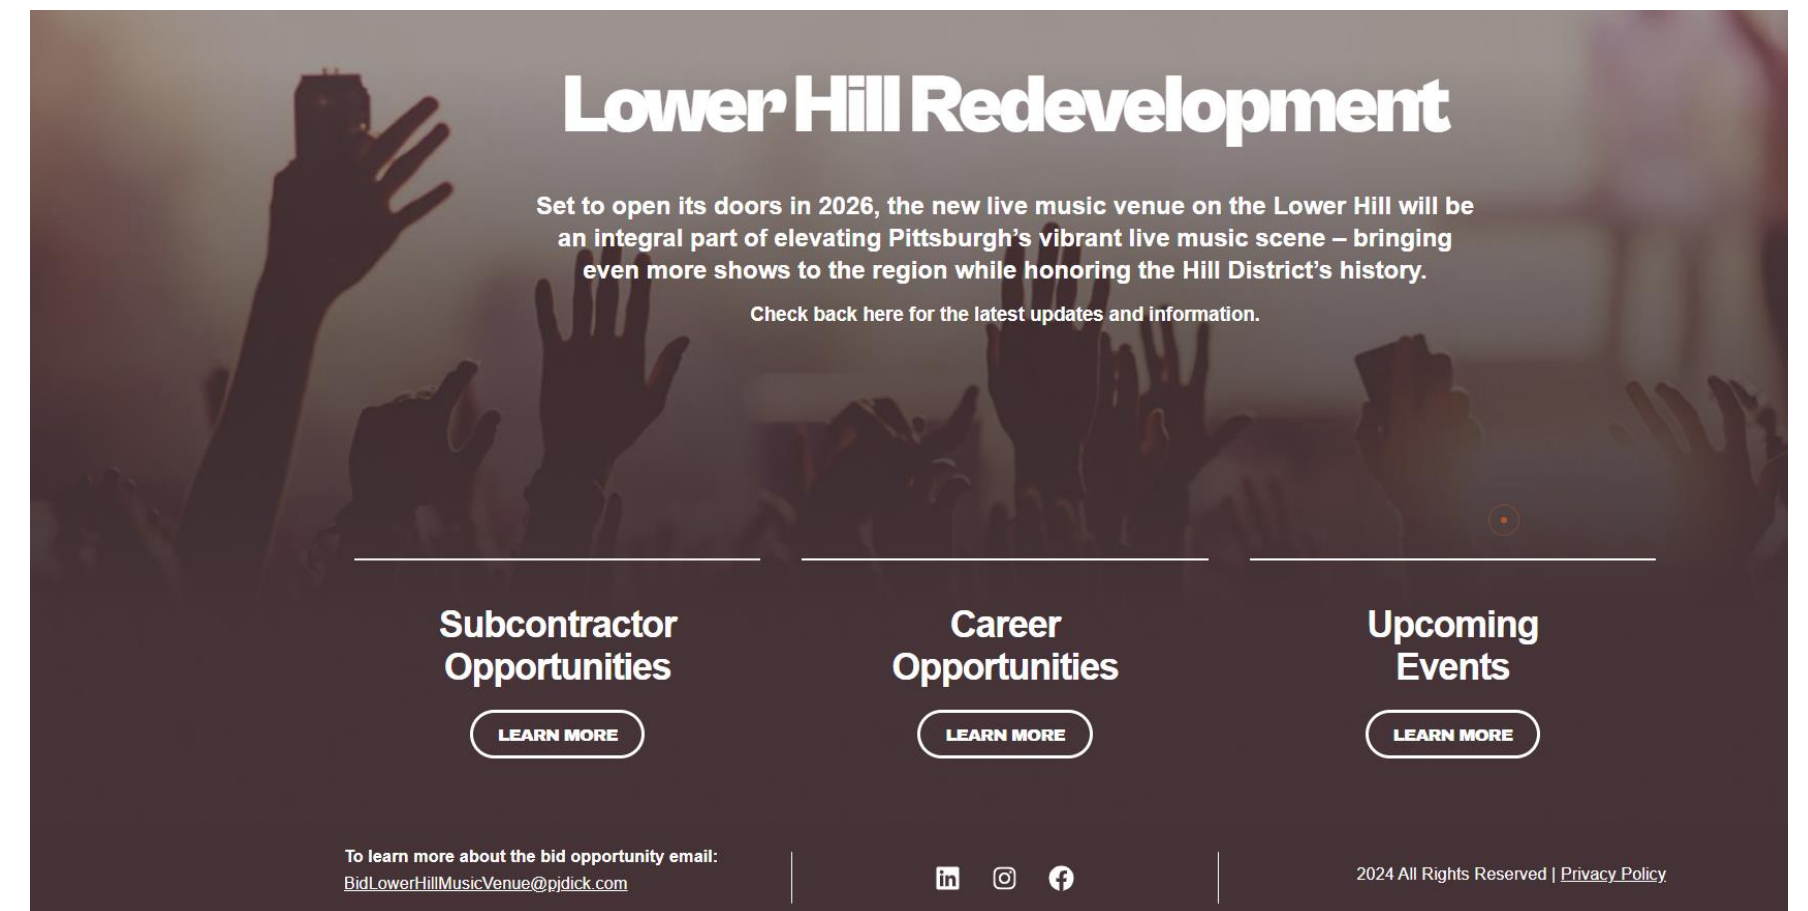 Lower Hill Redevelopment
Set to open its doors in 2026, the new live music venue on the Lower Hill will be
an integral part of elevating Pittsburgh’s vibrant live music scene – bringing
even more shows to the region while honoring the Hill District’s history.
Check back here for the latest updates and information.
Subcontractor
Opportunities
LEARN MORE
Career
Opportunities
LEARN MORE
Upcoming
Events
LEARN MORE
To learn more about the bid opportunity email:
BidLowerHillMusicVenue@pjdick.com
in
2024 All Rights Reserved | Privacy Policy